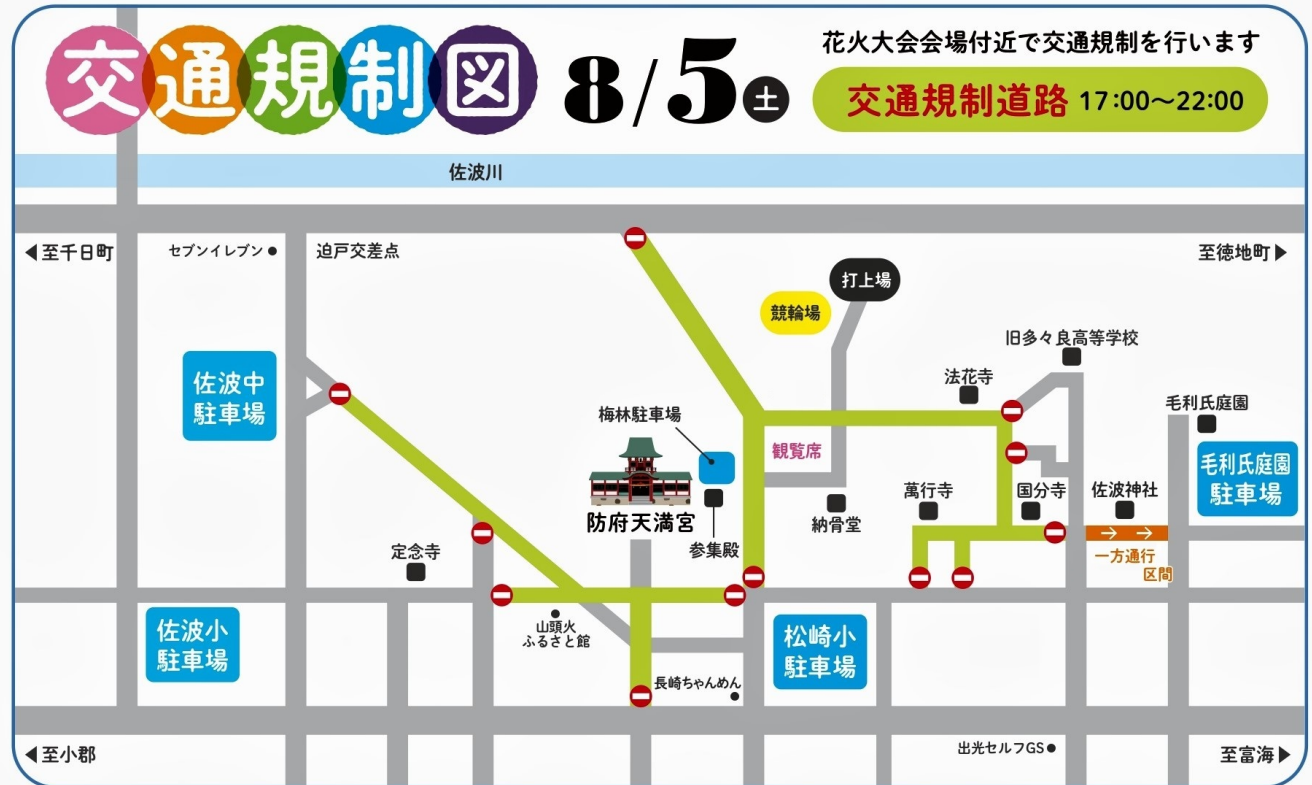 交通規制図
8/5土
花火大会会場付近で交通規制を行います
交通規制道路 17:00〜22:00
佐波川
◀至千日町
セブンイレブン
迫戸交差点
至徳地町▶
打上場
競輪場
旧多々良高等学校
法花寺
毛利氏庭園
佐波中
駐車場
梅林駐車場
観覧席
毛利氏庭園
駐車場
萬行寺
国分寺
佐波神社
防府天満宮
納骨堂
参集殿
定念寺
一方通行
区間
佐波小
駐車場
山頭火
ふるさと館
松崎小
駐車場
長崎ちゃんめん
◀至小郡
出光セルフGS
至富海▶